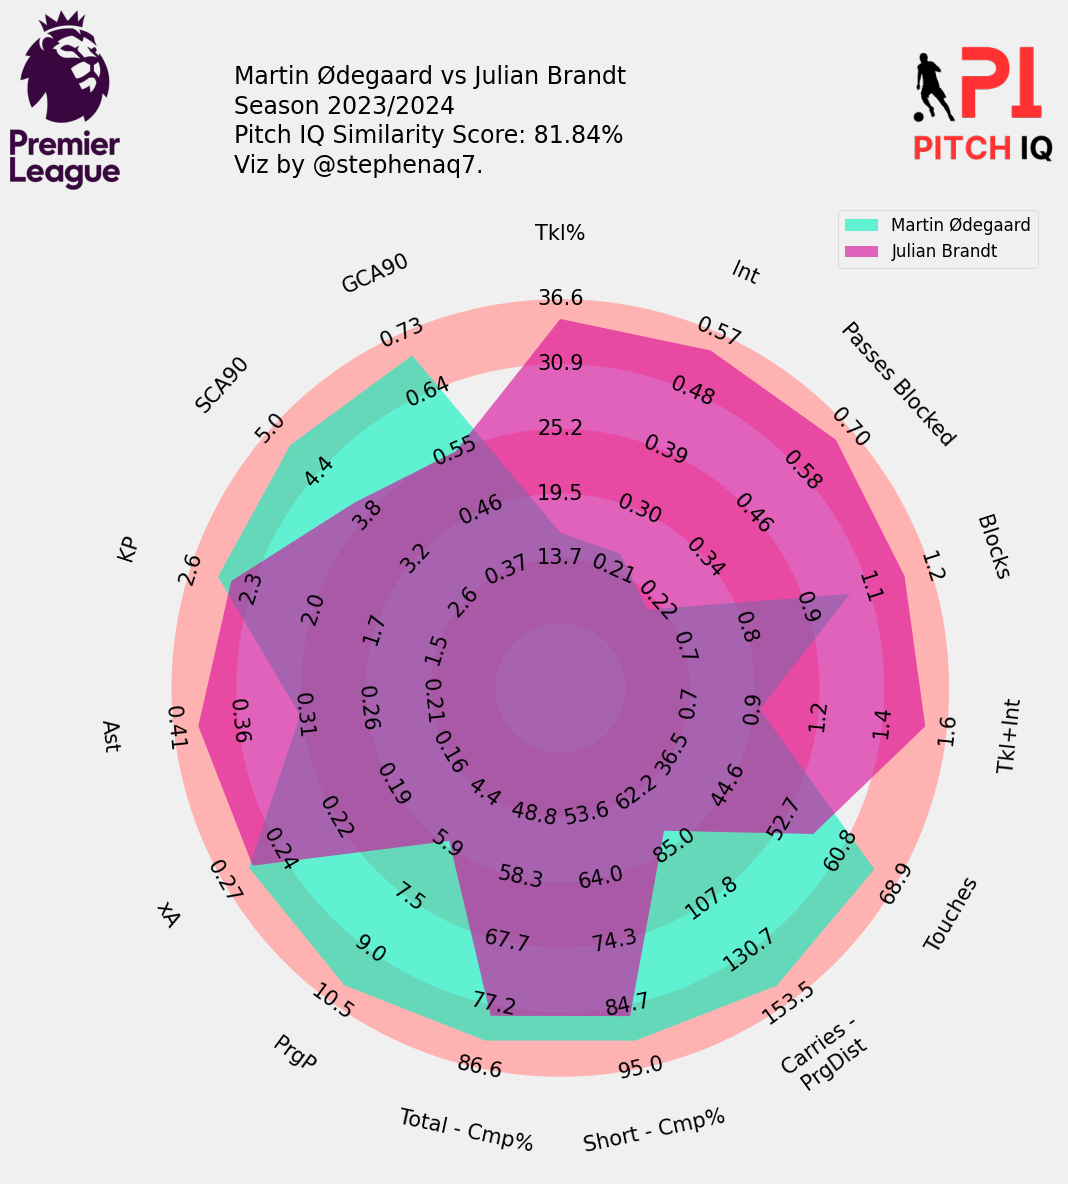 Premier
League
Martin Ødegaard vs Julian Brandt
Season 2023/2024
Pitch IQ Similarity Score: 81.84%
Viz by @stephenaq7.
PI
PITCH IQ
Martin Ødegaard
Julian Brandt
Tkl%
36.6
30.9
25.2
19.5
13.7
Int
0.57
0.48
0.39
0.30
0.21
Passes Blocked
0.70
0.58
0.46
0.34
0.22
Blocks
1.2
1.1
0.9
0.8
0.7
Tkl+Int
1.6
1.4
1.2
0.9
0.7
Touches
68.9
60.8
52.7
44.6
36.5
Carries -
PrgDist
153.5
130.7
107.8
85.0
62.2
Short - Cmp%
95.0
84.7
74.3
64.0
53.6
Total - Cmp%
86.6
77.2
67.7
58.3
48.8
PrgP
10.5
9.0
7.5
5.9
4.4
xA
0.27
0.24
0.22
0.19
0.16
Ast
0.41
0.36
0.31
0.26
0.21
KP
2.6
2.3
2.0
1.7
1.5
SCA90
5.0
4.4
3.8
3.2
2.6
GCA90
0.73
0.64
0.55
0.46
0.37